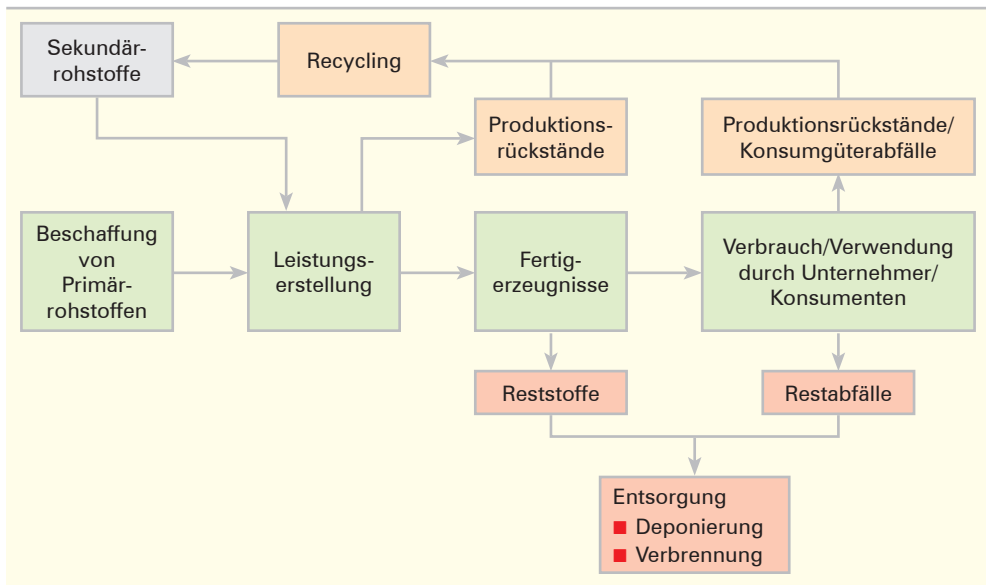 Sekundär-
rohstoffe
Recycling
Produktions-
rückstände
Produktionsrückstände/
Konsumgüterabfälle
Beschaffung
von
Primär-
rohstoffen
Leistungs-
erstellung
Fertig-
erzeugnisse
Verbrauch/Verwendung
durch Unternehmer/
Konsumenten
Reststoffe
Restabfälle
Entsorgung
■ Deponierung
■ Verbrennung